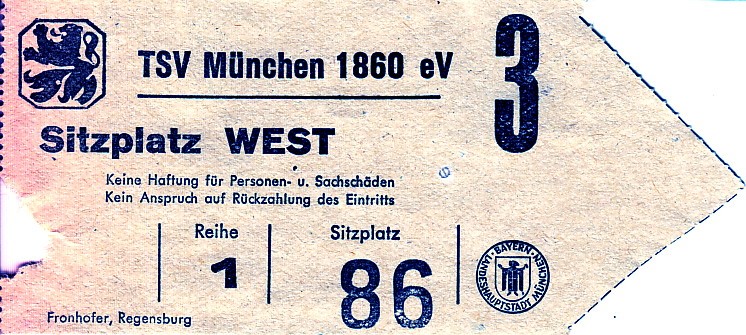 TSV München 1860 eV
3
Sitzplatz WEST
Keine Haftung für Personen- u. Sachschäden
Kein Anspruch auf Rückzahlung des Eintritts
Reihe
1
Sitzplatz
86
· BAYERN · LANDESHAUPTSTADT MÜNCHEN
Fronhofer, Regensburg